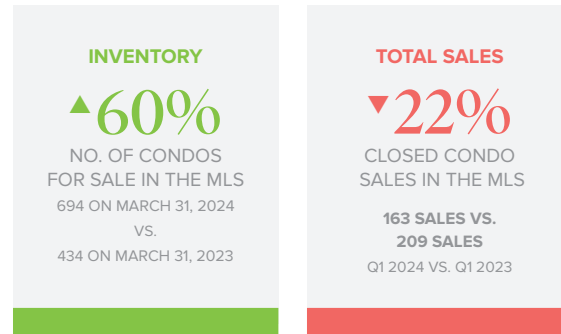 INVENTORY
▲60%
NO. OF CONDOS
FOR SALE IN THE MLS
694 ON MARCH 31, 2024
VS.
434 ON MARCH 31, 2023
TOTAL SALES
▼22%
CLOSED CONDO
SALES IN THE MLS
163 SALES VS.
209 SALES
Q1 2024 VS. Q1 2023